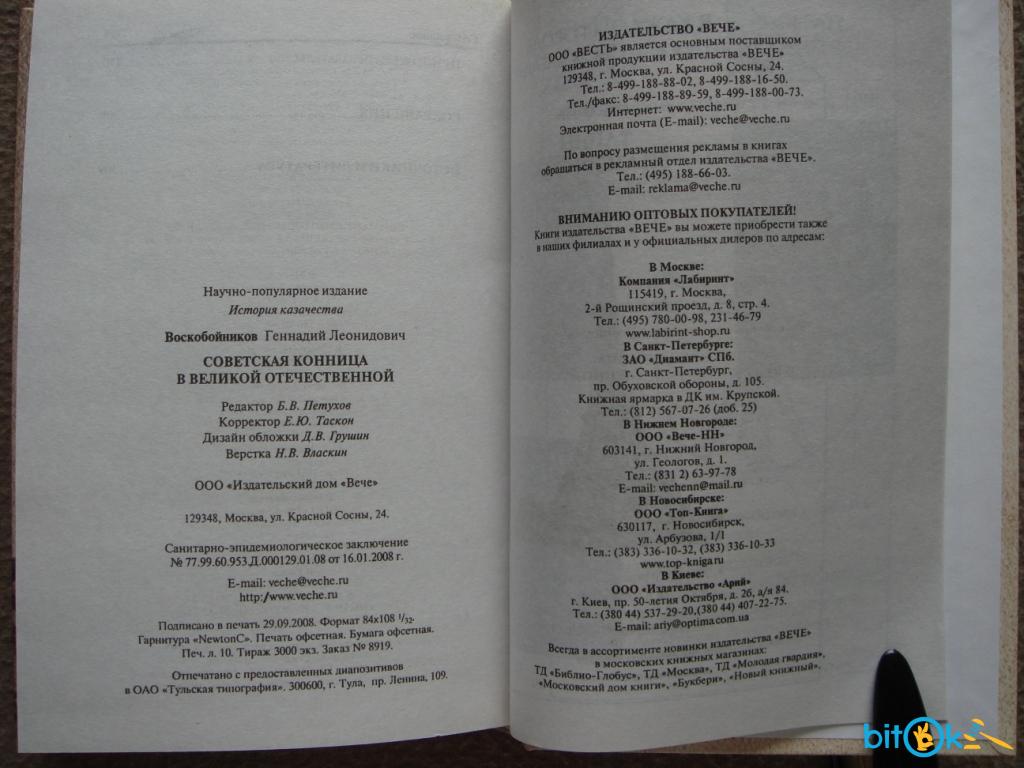 Научно-популярное издание
История казачества
Воскобойников Геннадий Леонидович
СОВЕТСКАЯ КОННИЦА
В ВЕЛИКОЙ ОТЕЧЕСТВЕННОЙ
Редактор Б.В. Петухов
Корректор Е.Ю. Таскон
Дизайн обложки Д.В. Грушин
Верстка Н.В. Власкин
ООО «Издательский дом «Вече»
129348, Москва, ул. Красной Сосны, 24.
Санитарно-эпидемиологическое заключение
№ 77.99.60.953.Д.000129.01.08 от 16.01.2008 г.
E-mail: veche@veche.ru
http:/www.veche.ru
Подписано в печать 29.09.2008. Формат 84x108 1/32.
Гарнитура «NewtonC». Печать офсетная. Бумага офсетная.
Печ. л. 10. Тираж 3000 экз. Заказ № 8919.
Отпечатано с предоставленных диапозитивов
в ОАО «Тульская типография». 300600, г. Тула, пр. Ленина, 109.
ИЗДАТЕЛЬСТВО «ВЕЧЕ»
ООО «ВЕСТЬ» является основным поставщиком
книжной продукции издательства «ВЕЧЕ»
129348, г. Москва, ул. Красной Сосны, 24.
Тел.: 8-499-188-88-02, 8-499-188-16-50.
Тел./факс: 8-499-188-89-59, 8-499-188-00-73.
Интернет: www.veche.ru
Электронная почта (E-mail): veche@veche.ru
По вопросу размещения рекламы в книгах
обращаться в рекламный отдел издательства «ВЕЧЕ».
Тел.: (495) 188-66-03.
E-mail: reklama@veche.ru
ВНИМАНИЮ ОПТОВЫХ ПОКУПАТЕЛЕЙ!
Книги издательства «ВЕЧЕ» вы можете приобрести также
в наших филиалах и у официальных дилеров по адресам:
В Москве:
Компания «Лабиринт»
115419, г. Москва,
2-й Рощинский проезд, д. 8, стр. 4.
Тел.: (495) 780-00-98, 231-46-79
www.labirint-shop.ru
В Санкт-Петербурге:
ЗАО «Диамант» СПб.
г. Санкт-Петербург,
пр. Обуховской обороны, д. 105.
Книжная ярмарка в ДК им. Крупской.
Тел.: (812) 567-07-26 (доб. 25)
В Нижнем Новгороде:
ООО «Вече-НН»
603141, г. Нижний Новгород,
ул. Геологов, д. 1.
Тел.: (831 2) 63-97-78
E-mail: vechenn@mail.ru
В Новосибирске:
ООО «Топ-Книга»
630117, г. Новосибирск,
ул. Арбузова, 1/1
Тел.: (383) 336-10-32, (383) 336-10-33
www.top-kniga.ru
В Киеве:
ООО «Издательство «Арий»
г. Киев, пр. 50-летия Октября, д. 26, а/я 84.
Тел.: (380 44) 537-29-20,(380 44) 407-22-75.
E-mail: ariy@optima.com.ua
Всегда в ассортименте новинки издательства «ВЕЧЕ»
в московских книжных магазинах:
ТД «Библио-Глобус», ТД «Москва», ТД «Молодая гвардия»,
«Московский дом книги», «Букбери», «Новый книжный».
bitOk